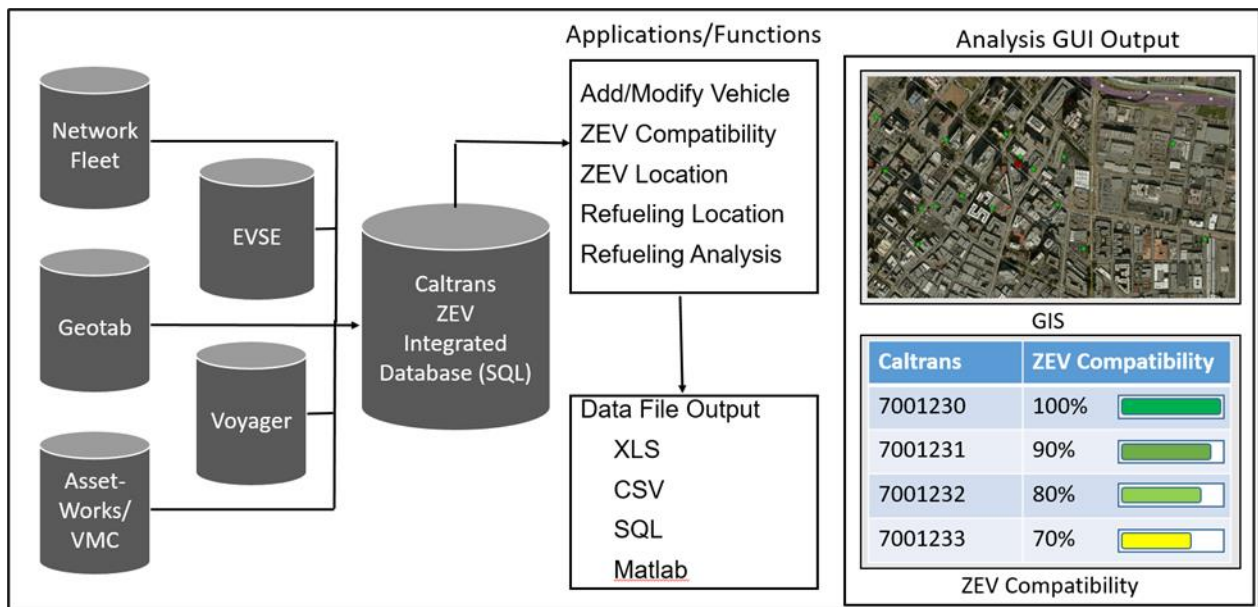 Network
Fleet
EVSE
Geotab
Voyager
Asset-
Works/
VMC
Caltrans
ZEV
Integrated
Database (SQL)
Applications/Functions
Add/Modify Vehicle
ZEV Compatibility
ZEV Location
Refueling Location
Refueling Analysis
Data File Output
XLS
CSV
SQL
Matlab
Analysis GUI Output
GIS
Caltrans ZEV Compatibility
7001230 100%
7001231 90%
7001232 80%
7001233 70%
ZEV Compatibility